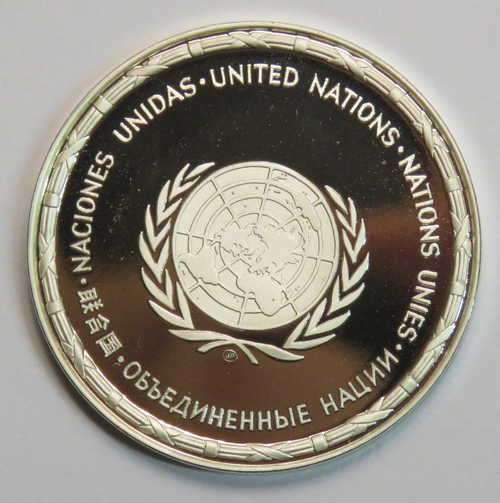 NACIONES UNIDAS · UNITED NATIONS · NATIONS UNIES · ОБЪЕДИНЕННЫЕ НАЦИИ · 联合国 ·